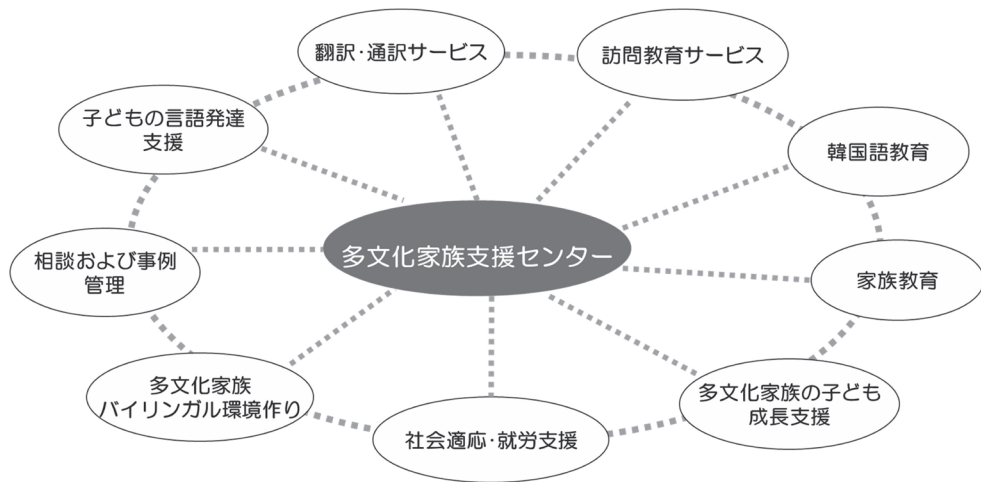 翻訳･通訳サービス
訪問教育サービス
子どもの言語発達
支援
韓国語教育
多文化家族支援センター
相談および事例
管理
家族教育
多文化家族
バイリンガル環境作り
多文化家族の子ども
成長支援
社会適応･就労支援